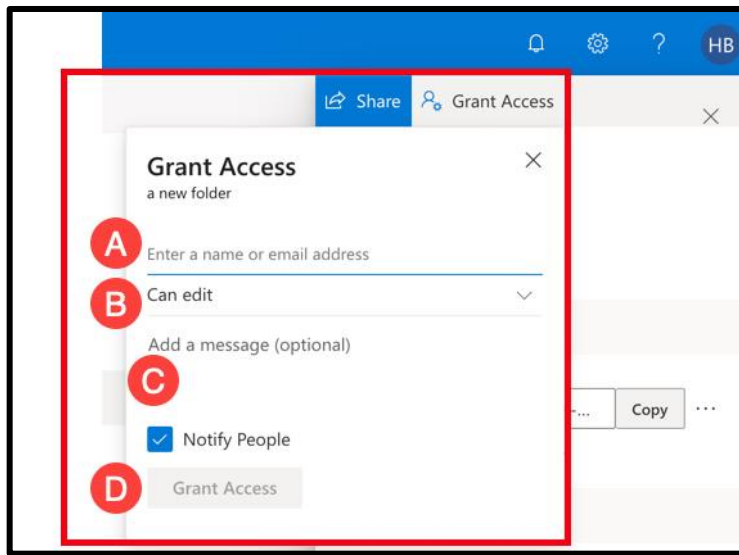 HB
Share
Grant Access
Grant Access
a new folder
A
Enter a name or email address
B
Can edit
Add a message (optional)
C
-...
Copy
Notify People
D
Grant Access